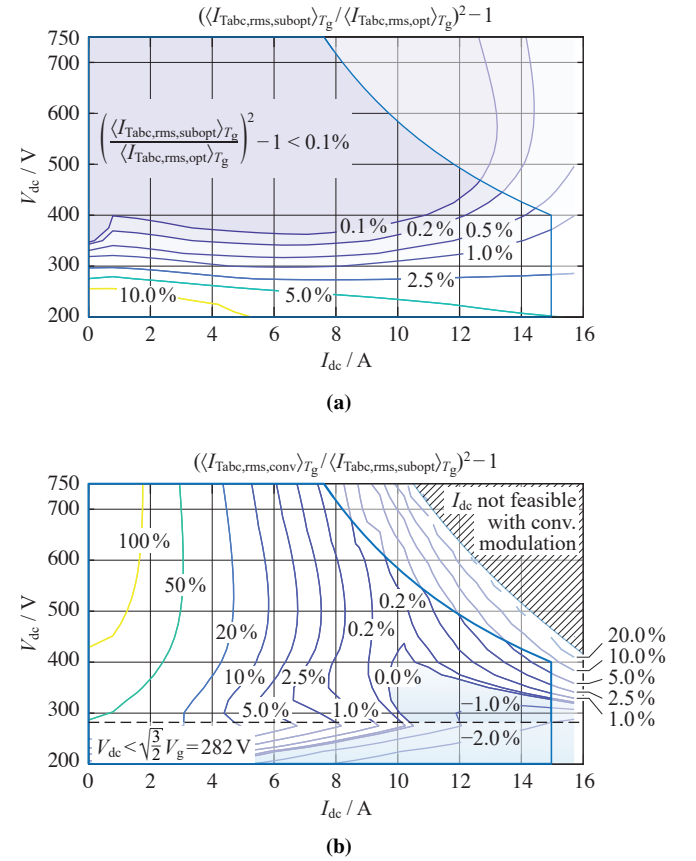 (⟨I_Tabc,rms,subopt⟩_Tg/⟨I_Tabc,rms,opt⟩_Tg)²−1
750
700
600
500
400
300
200
V_dc / V
(⟨I_Tabc,rms,subopt⟩_Tg / ⟨I_Tabc,rms,opt⟩_Tg)² −1 < 0.1%
0.1% 0.2% 0.5%
1.0%
2.5%
10.0% 5.0%
0 2 4 6 8 10 12 14 16
I_dc / A
(a)
(⟨I_Tabc,rms,conv⟩_Tg/⟨I_Tabc,rms,subopt⟩_Tg)²−1
750
700
600
500
400
300
200
V_dc / V
I_dc not feasible
with conv.
modulation
100%
50%
20%
10% 2.5%
5.0% 1.0%
0.2%
0.2%
0.0%
−1.0%
−2.0%
20.0%
10.0%
5.0%
2.5%
1.0%
V_dc<√(3/2) V_g=282V
0 2 4 6 8 10 12 14 16
I_dc / A
(b)